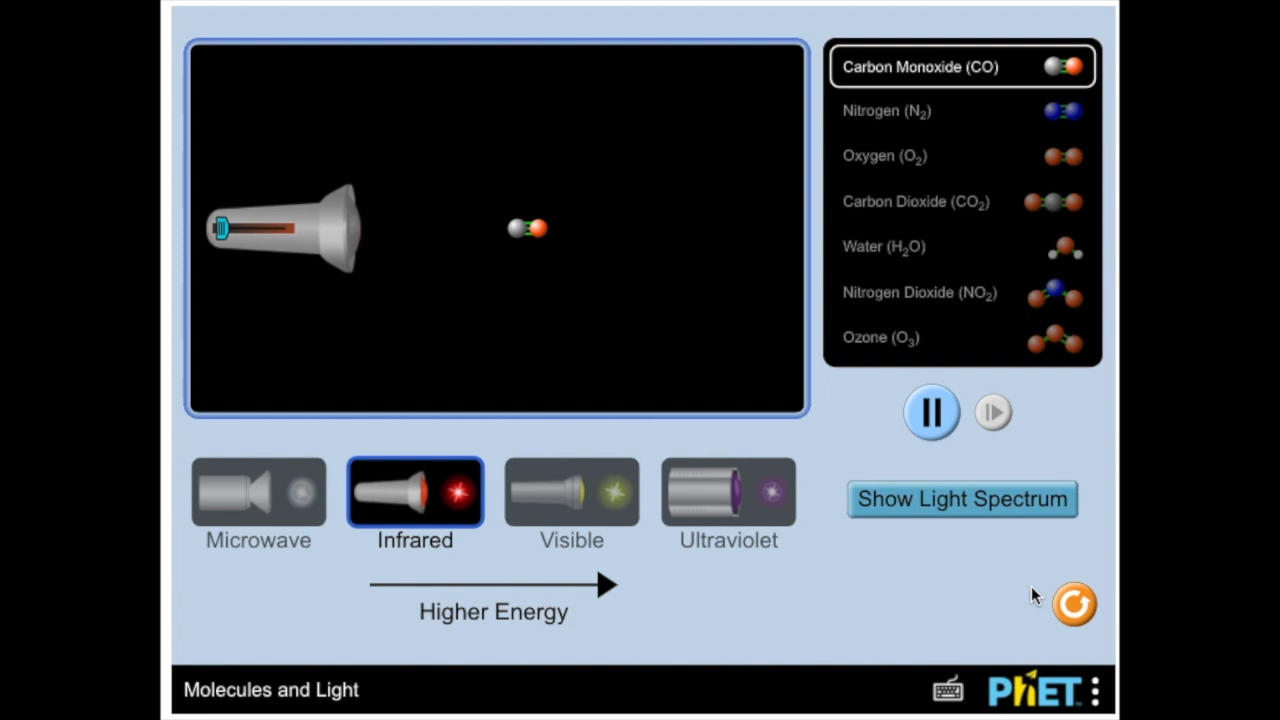 Carbon Monoxide (CO)
Nitrogen (N₂)
Oxygen (O₂)
Carbon Dioxide (CO₂)
Water (H₂O)
Nitrogen Dioxide (NO₂)
Ozone (O₃)
Show Light Spectrum
Microwave
Infrared
Visible
Ultraviolet
Higher Energy
Molecules and Light
PhET